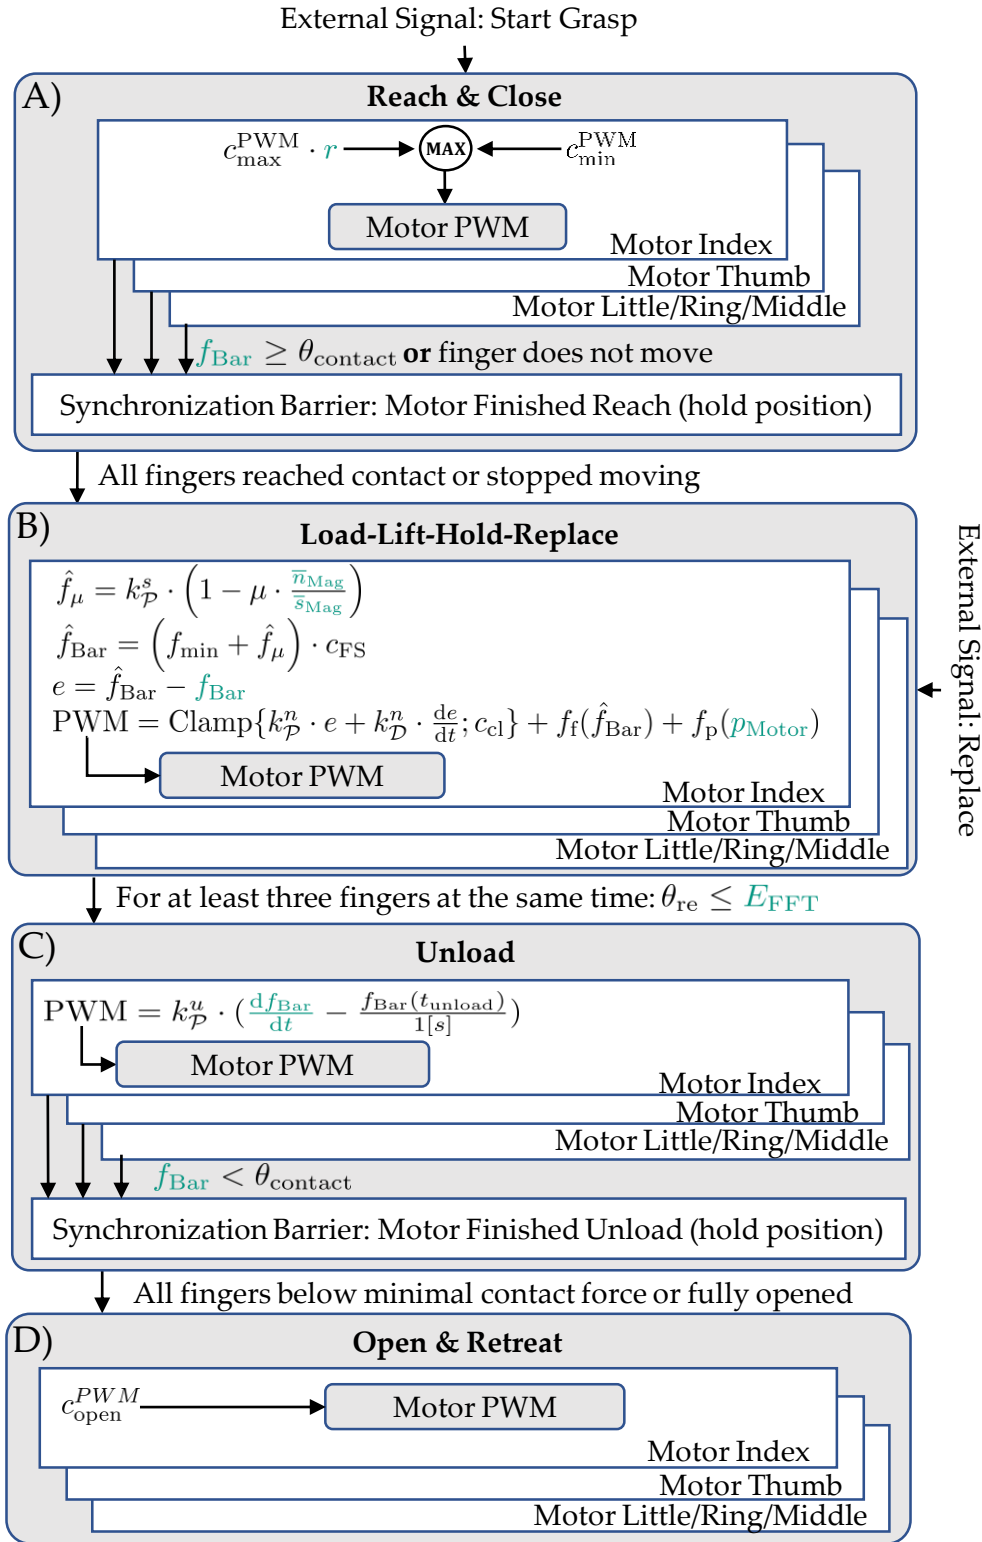 External Signal: Start Grasp
A)
Reach & Close
c_max^PWM · r
MAX
c_min^PWM
Motor PWM
Motor Index
Motor Thumb
Motor Little/Ring/Middle
f_Bar ≥ θ_contact or finger does not move
Synchronization Barrier: Motor Finished Reach (hold position)
All fingers reached contact or stopped moving
B)
Load-Lift-Hold-Replace
f̂_μ = k_𝒫^s · (1 − μ · n̅_Mag / s̅_Mag)
f̂_Bar = (f_min + f̂_μ) · c_FS
e = f̂_Bar − f_Bar
PWM = Clamp{k_𝒫^n · e + k_𝒟^n · de/dt; c_cl} + f_f(f̂_Bar) + f_p(p_Motor)
Motor PWM
Motor Index
Motor Thumb
Motor Little/Ring/Middle
External Signal: Replace
For at least three fingers at the same time: θ_re ≤ E_FFT
C)
Unload
PWM = k_𝒫^u · (df_Bar/dt − f_Bar(t_unload)/1[s])
Motor PWM
Motor Index
Motor Thumb
Motor Little/Ring/Middle
f_Bar < θ_contact
Synchronization Barrier: Motor Finished Unload (hold position)
All fingers below minimal contact force or fully opened
D)
Open & Retreat
c_open^PWM
Motor PWM
Motor Index
Motor Thumb
Motor Little/Ring/Middle